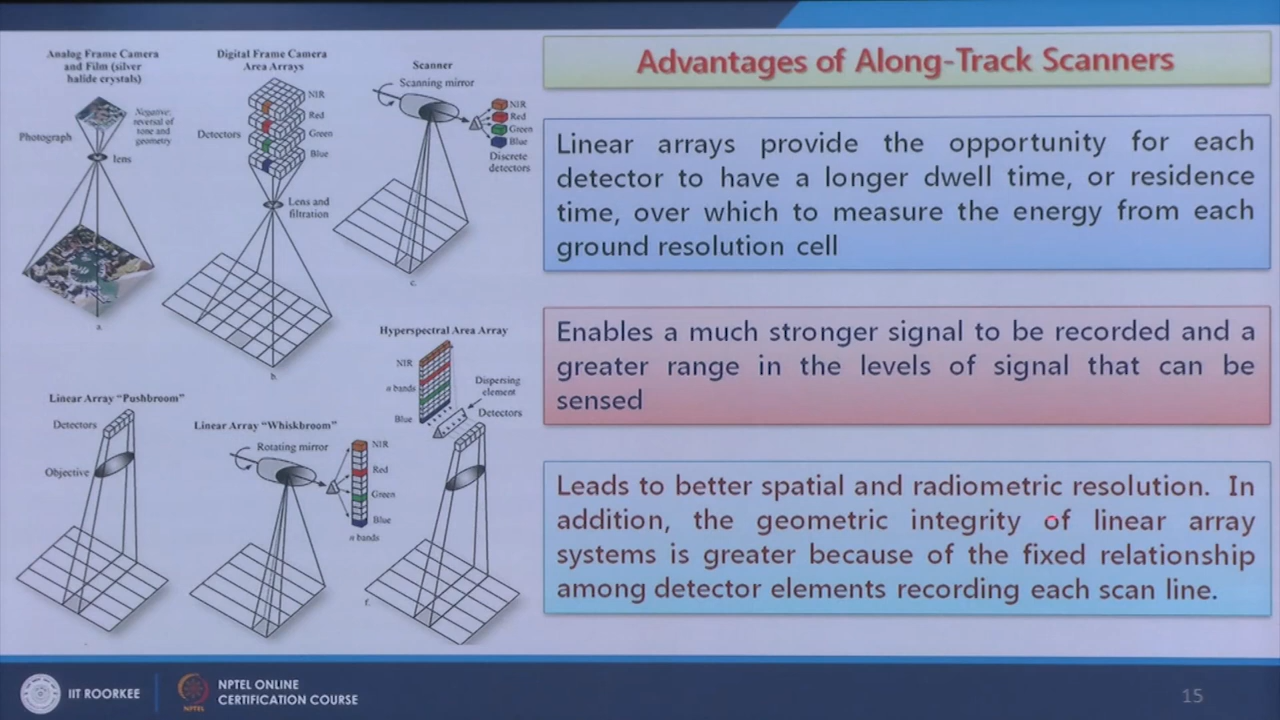 Advantages of Along-Track Scanners
Linear arrays provide the opportunity for each
detector to have a longer dwell time, or residence
time, over which to measure the energy from each
ground resolution cell
Enables a much stronger signal to be recorded and a
greater range in the levels of signal that can be
sensed
Leads to better spatial and radiometric resolution. In
addition, the geometric integrity of linear array
systems is greater because of the fixed relationship
among detector elements recording each scan line.
Analog Frame Camera
and Film (silver
halide crystals)
Negative:
reversal of
tone and
geometry
Photograph
lens
a.
Digital Frame Camera
Area Arrays
NIR
Red
Green
Blue
Detectors
Lens and
filtration
b.
Scanner
Scanning mirror
NIR
Red
Green
Blue
Discrete
detectors
c.
Linear Array "Pushbroom"
Detectors
Objective
Linear Array "Whiskbroom"
Rotating mirror
NIR
Red
Green
Blue
n bands
Hyperspectral Area Array
NIR
n bands
Blue
Dispersing
element
Detectors
f.
IIT ROORKEE
NPTEL
NPTEL ONLINE
CERTIFICATION COURSE
15